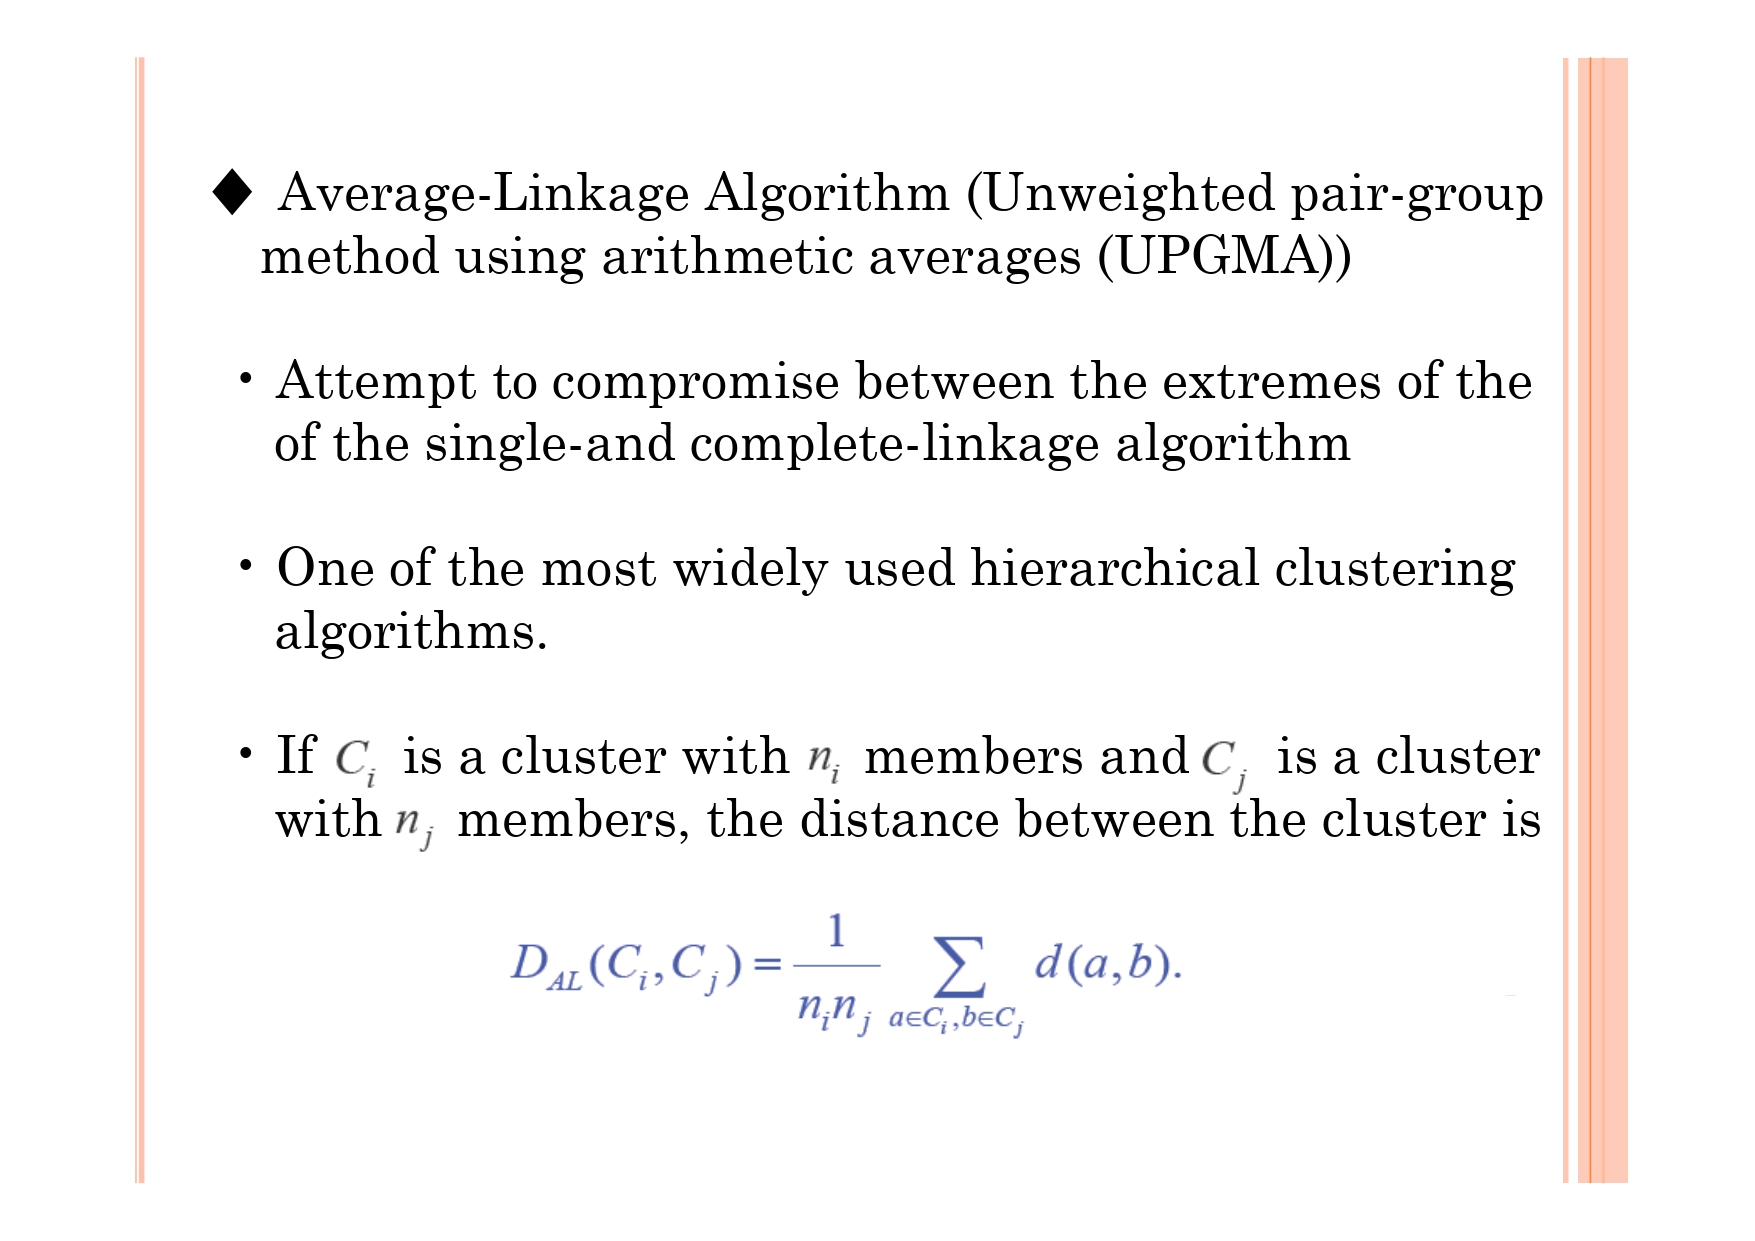 ♦ Average-Linkage Algorithm (Unweighted pair-group
method using arithmetic averages (UPGMA))
• Attempt to compromise between the extremes of the
of the single-and complete-linkage algorithm
• One of the most widely used hierarchical clustering
algorithms.
• If C_i is a cluster with n_i members and C_j is a cluster
with n_j members, the distance between the cluster is
D_{AL}(C_i, C_j) = \frac{1}{n_i n_j} \sum_{a∈C_i, b∈C_j} d(a,b).